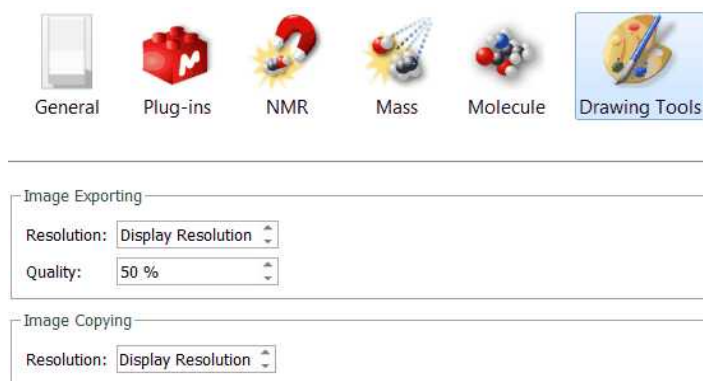 General Plug-ins NMR Mass Molecule Drawing Tools
Image Exporting
Resolution: Display Resolution
Quality: 50 %
Image Copying
Resolution: Display Resolution